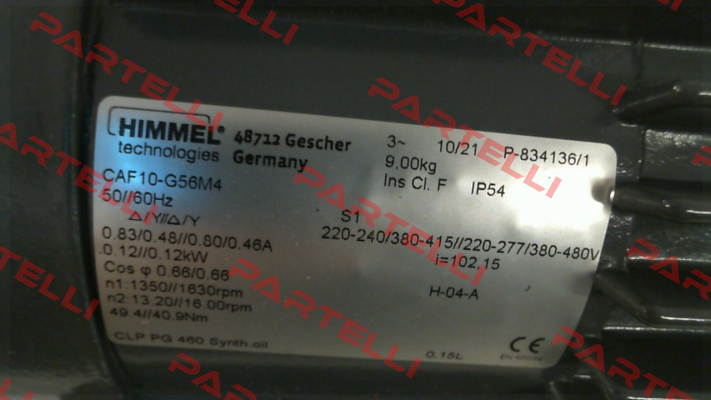 HIMMEL®
technologies
48712 Gescher
Germany
3~ 10/21 P-834136/1
9,00kg
Ins Cl. F IP54
CAF10-G56M4
50//60Hz
△/Y//△/Y S1
0.83/0.48//0.80/0.46A 220-240/380-415//220-277/380-480V
0.12//0.12kW i=102,15
Cos φ 0.66/0.66
n1:1350//1630rpm H-04-A
n2:13.20//16.00rpm
49.4//40.9Nm
CLP PG 460 Synth.oil 0,15L
CE
PARTELLI
PARTELLI
PARTELLI
PARTELLI
PARTELLI
PARTELLI
PARTELLI
PARTELLI